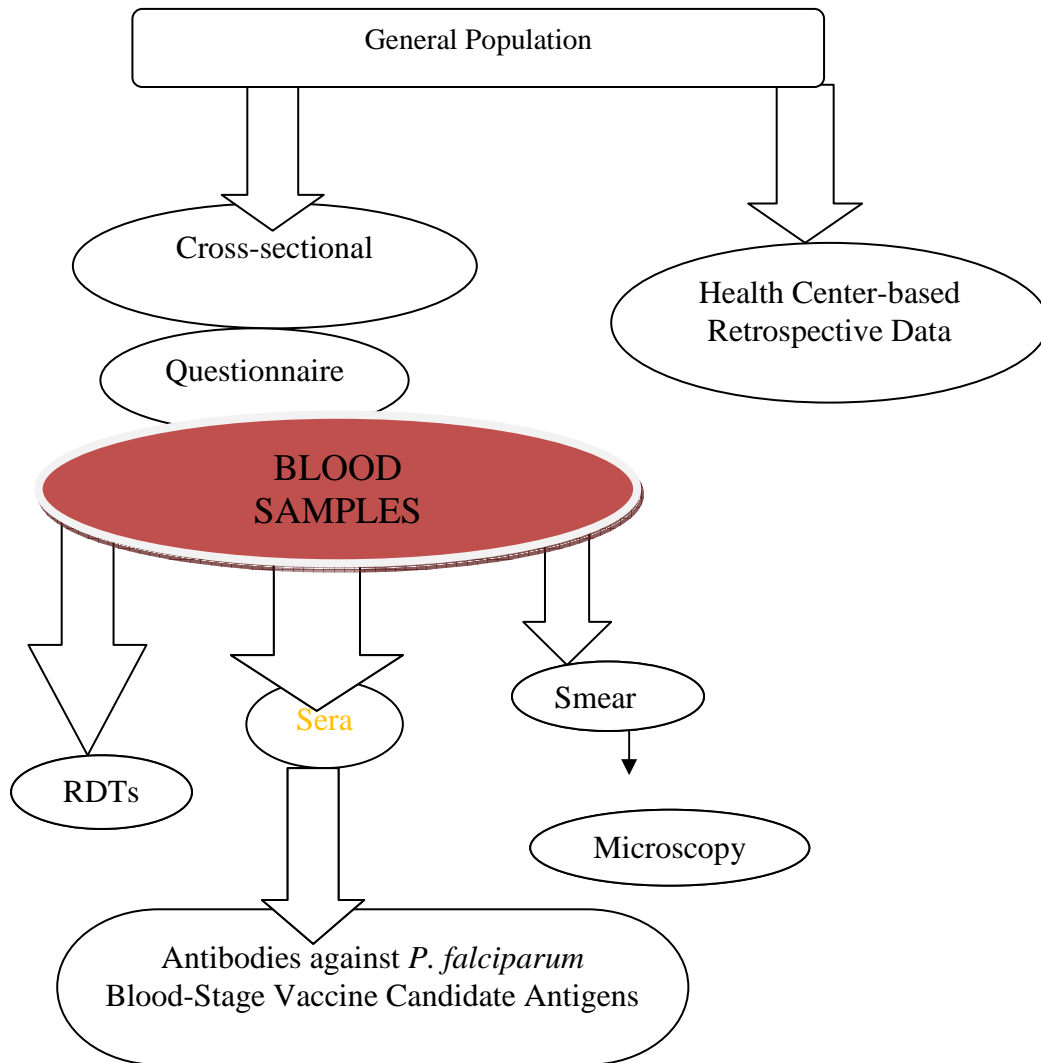 General Population
Cross-sectional
Health Center-based
Retrospective Data
Questionnaire
BLOOD
SAMPLES
Sera
Smear
RDTs
Microscopy
Antibodies against P. falciparum
Blood-Stage Vaccine Candidate Antigens